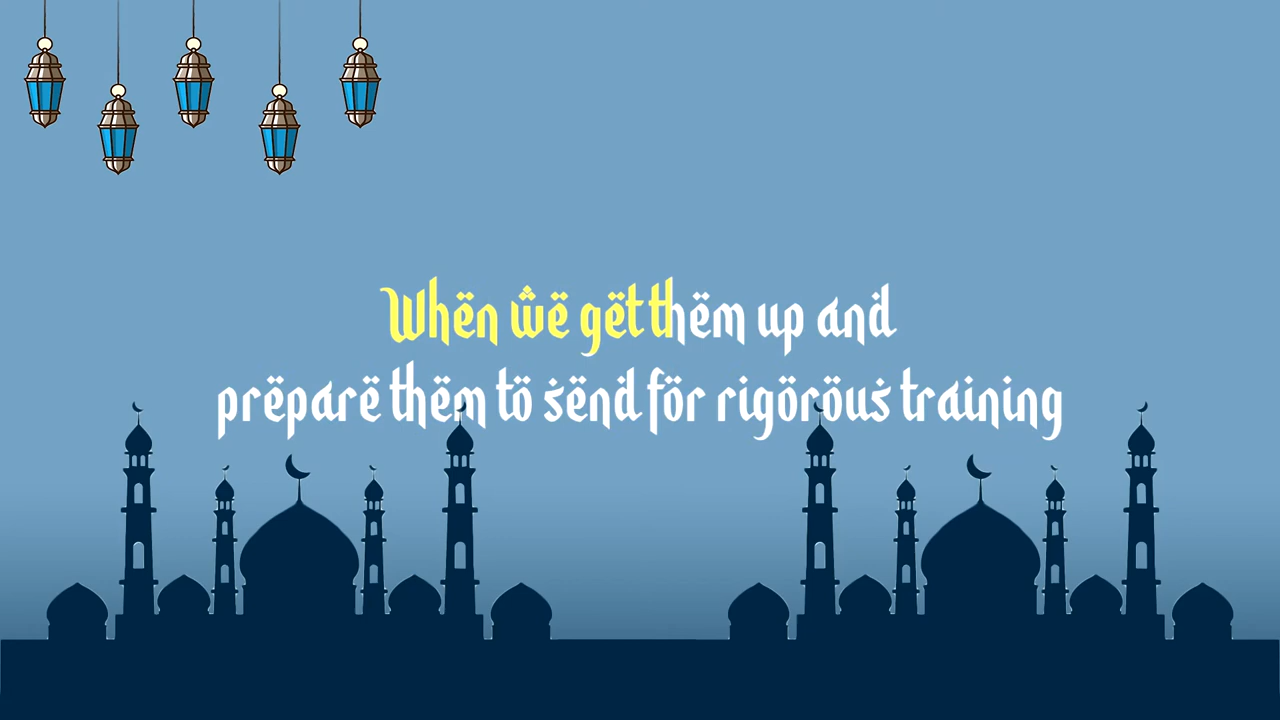 When we get them up and
prepare them to send for rigorous training